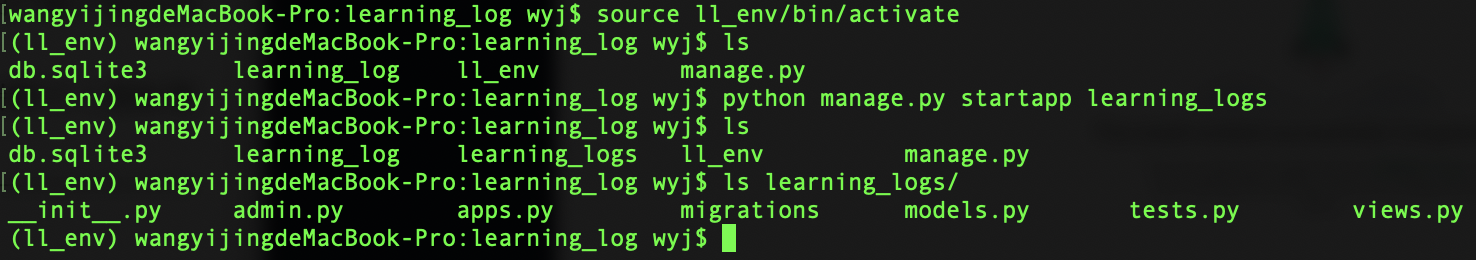 [wangyijingdeMacBook-Pro:learning_log wyj$ source ll_env/bin/activate
[(ll_env) wangyijingdeMacBook-Pro:learning_log wyj$ ls
db.sqlite3 learning_log ll_env manage.py
[(ll_env) wangyijingdeMacBook-Pro:learning_log wyj$ python manage.py startapp learning_logs
[(ll_env) wangyijingdeMacBook-Pro:learning_log wyj$ ls
db.sqlite3 learning_log learning_logs ll_env manage.py
[(ll_env) wangyijingdeMacBook-Pro:learning_log wyj$ ls learning_logs/
__init__.py admin.py apps.py migrations models.py tests.py views.py
(ll_env) wangyijingdeMacBook-Pro:learning_log wyj$